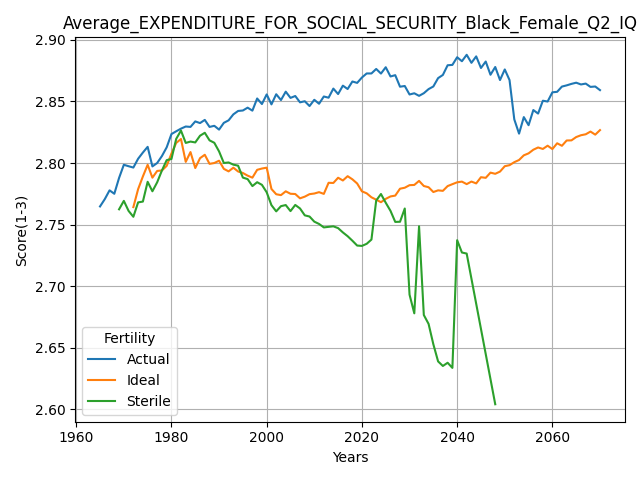 Average_EXPENDITURE_FOR_SOCIAL_SECURITY_Black_Female_Q2_IQ
Score(1-3)
2.90
2.85
2.80
2.75
2.70
2.65
2.60
Fertility
Actual
Ideal
Sterile
1960 1980 2000 2020 2040 2060
Years